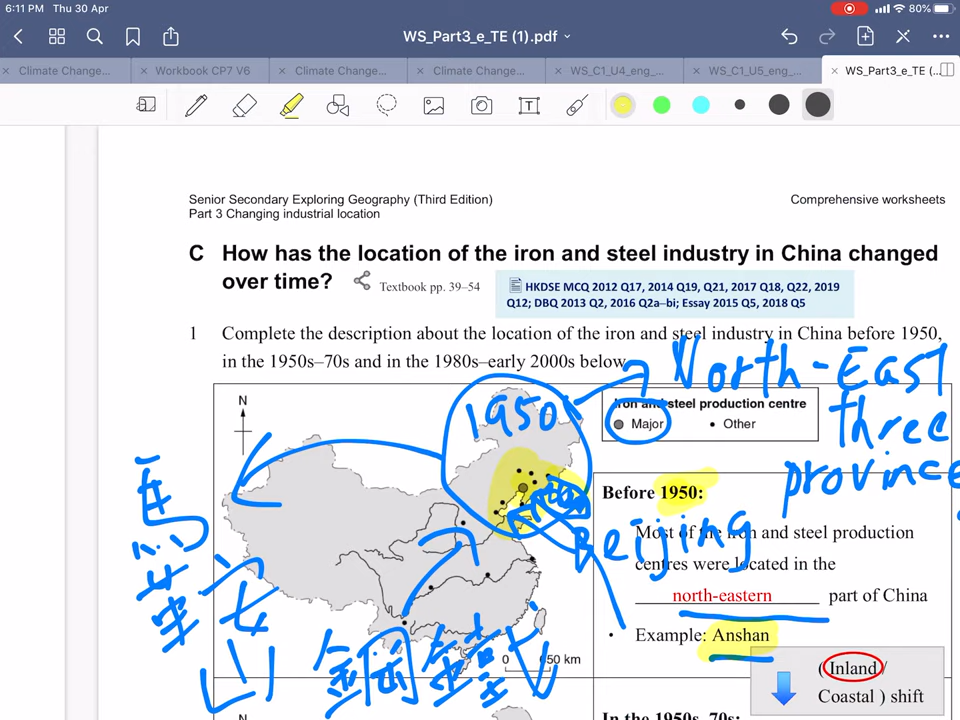 6:11 PM Thu 30 Apr 80%
WS_Part3_e_TE (1).pdf
Climate Change... Workbook CP7 V6 Climate Change... Climate Change... WS_C1_U4_eng_... WS_C1_U5_eng_... WS_Part3_e_TE (...
Senior Secondary Exploring Geography (Third Edition) Comprehensive worksheets
Part 3 Changing industrial location
C How has the location of the iron and steel industry in China changed
over time? Textbook pp. 39–54
HKDSE MCQ 2012 Q17, 2014 Q19, Q21, 2017 Q18, Q22, 2019
Q12; DBQ 2013 Q2, 2016 Q2a–bi; Essay 2015 Q5, 2018 Q5
1 Complete the description about the location of the iron and steel industry in China before 1950,
in the 1950s–70s and in the 1980s–early 2000s below
North-East
three
province
N
1950
Iron and steel production centre
Major Other
Before 1950:
Beijing
Most of the iron and steel production
centres were located in the
north-eastern part of China
Example: Anshan
馬
山
鋼鐵
0 650 km
(Inland /
Coastal ) shift
N
In the 1950s–70s: